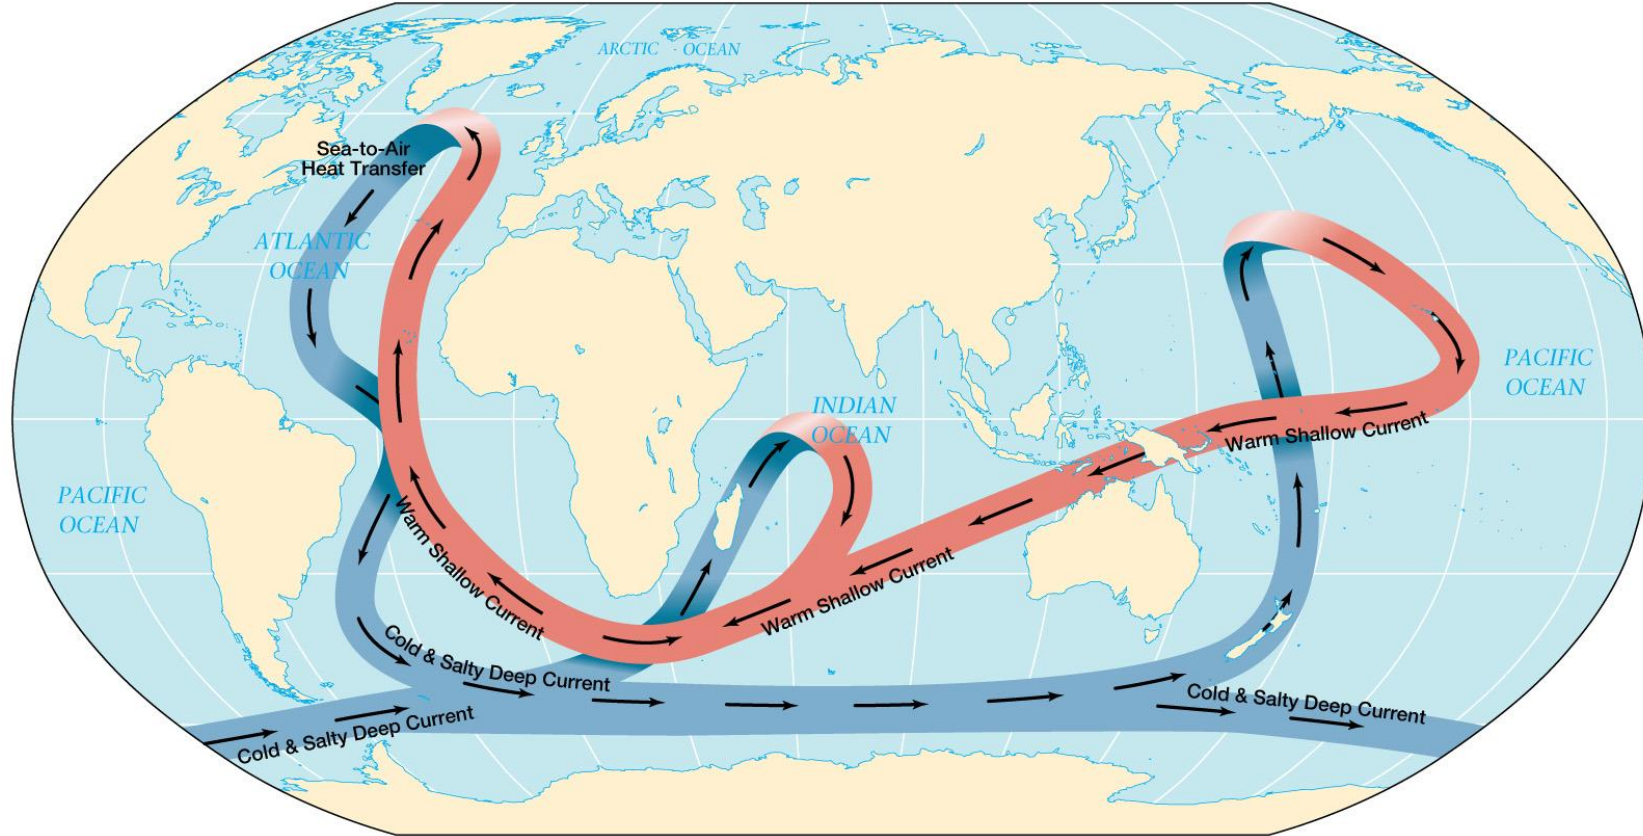 ARCTIC OCEAN
Sea-to-Air
Heat Transfer
ATLANTIC
OCEAN
PACIFIC
OCEAN
INDIAN
OCEAN
Warm Shallow Current
PACIFIC
OCEAN
Warm Shallow Current
Warm Shallow Current
Cold & Salty Deep Current
Cold & Salty Deep Current
Cold & Salty Deep Current